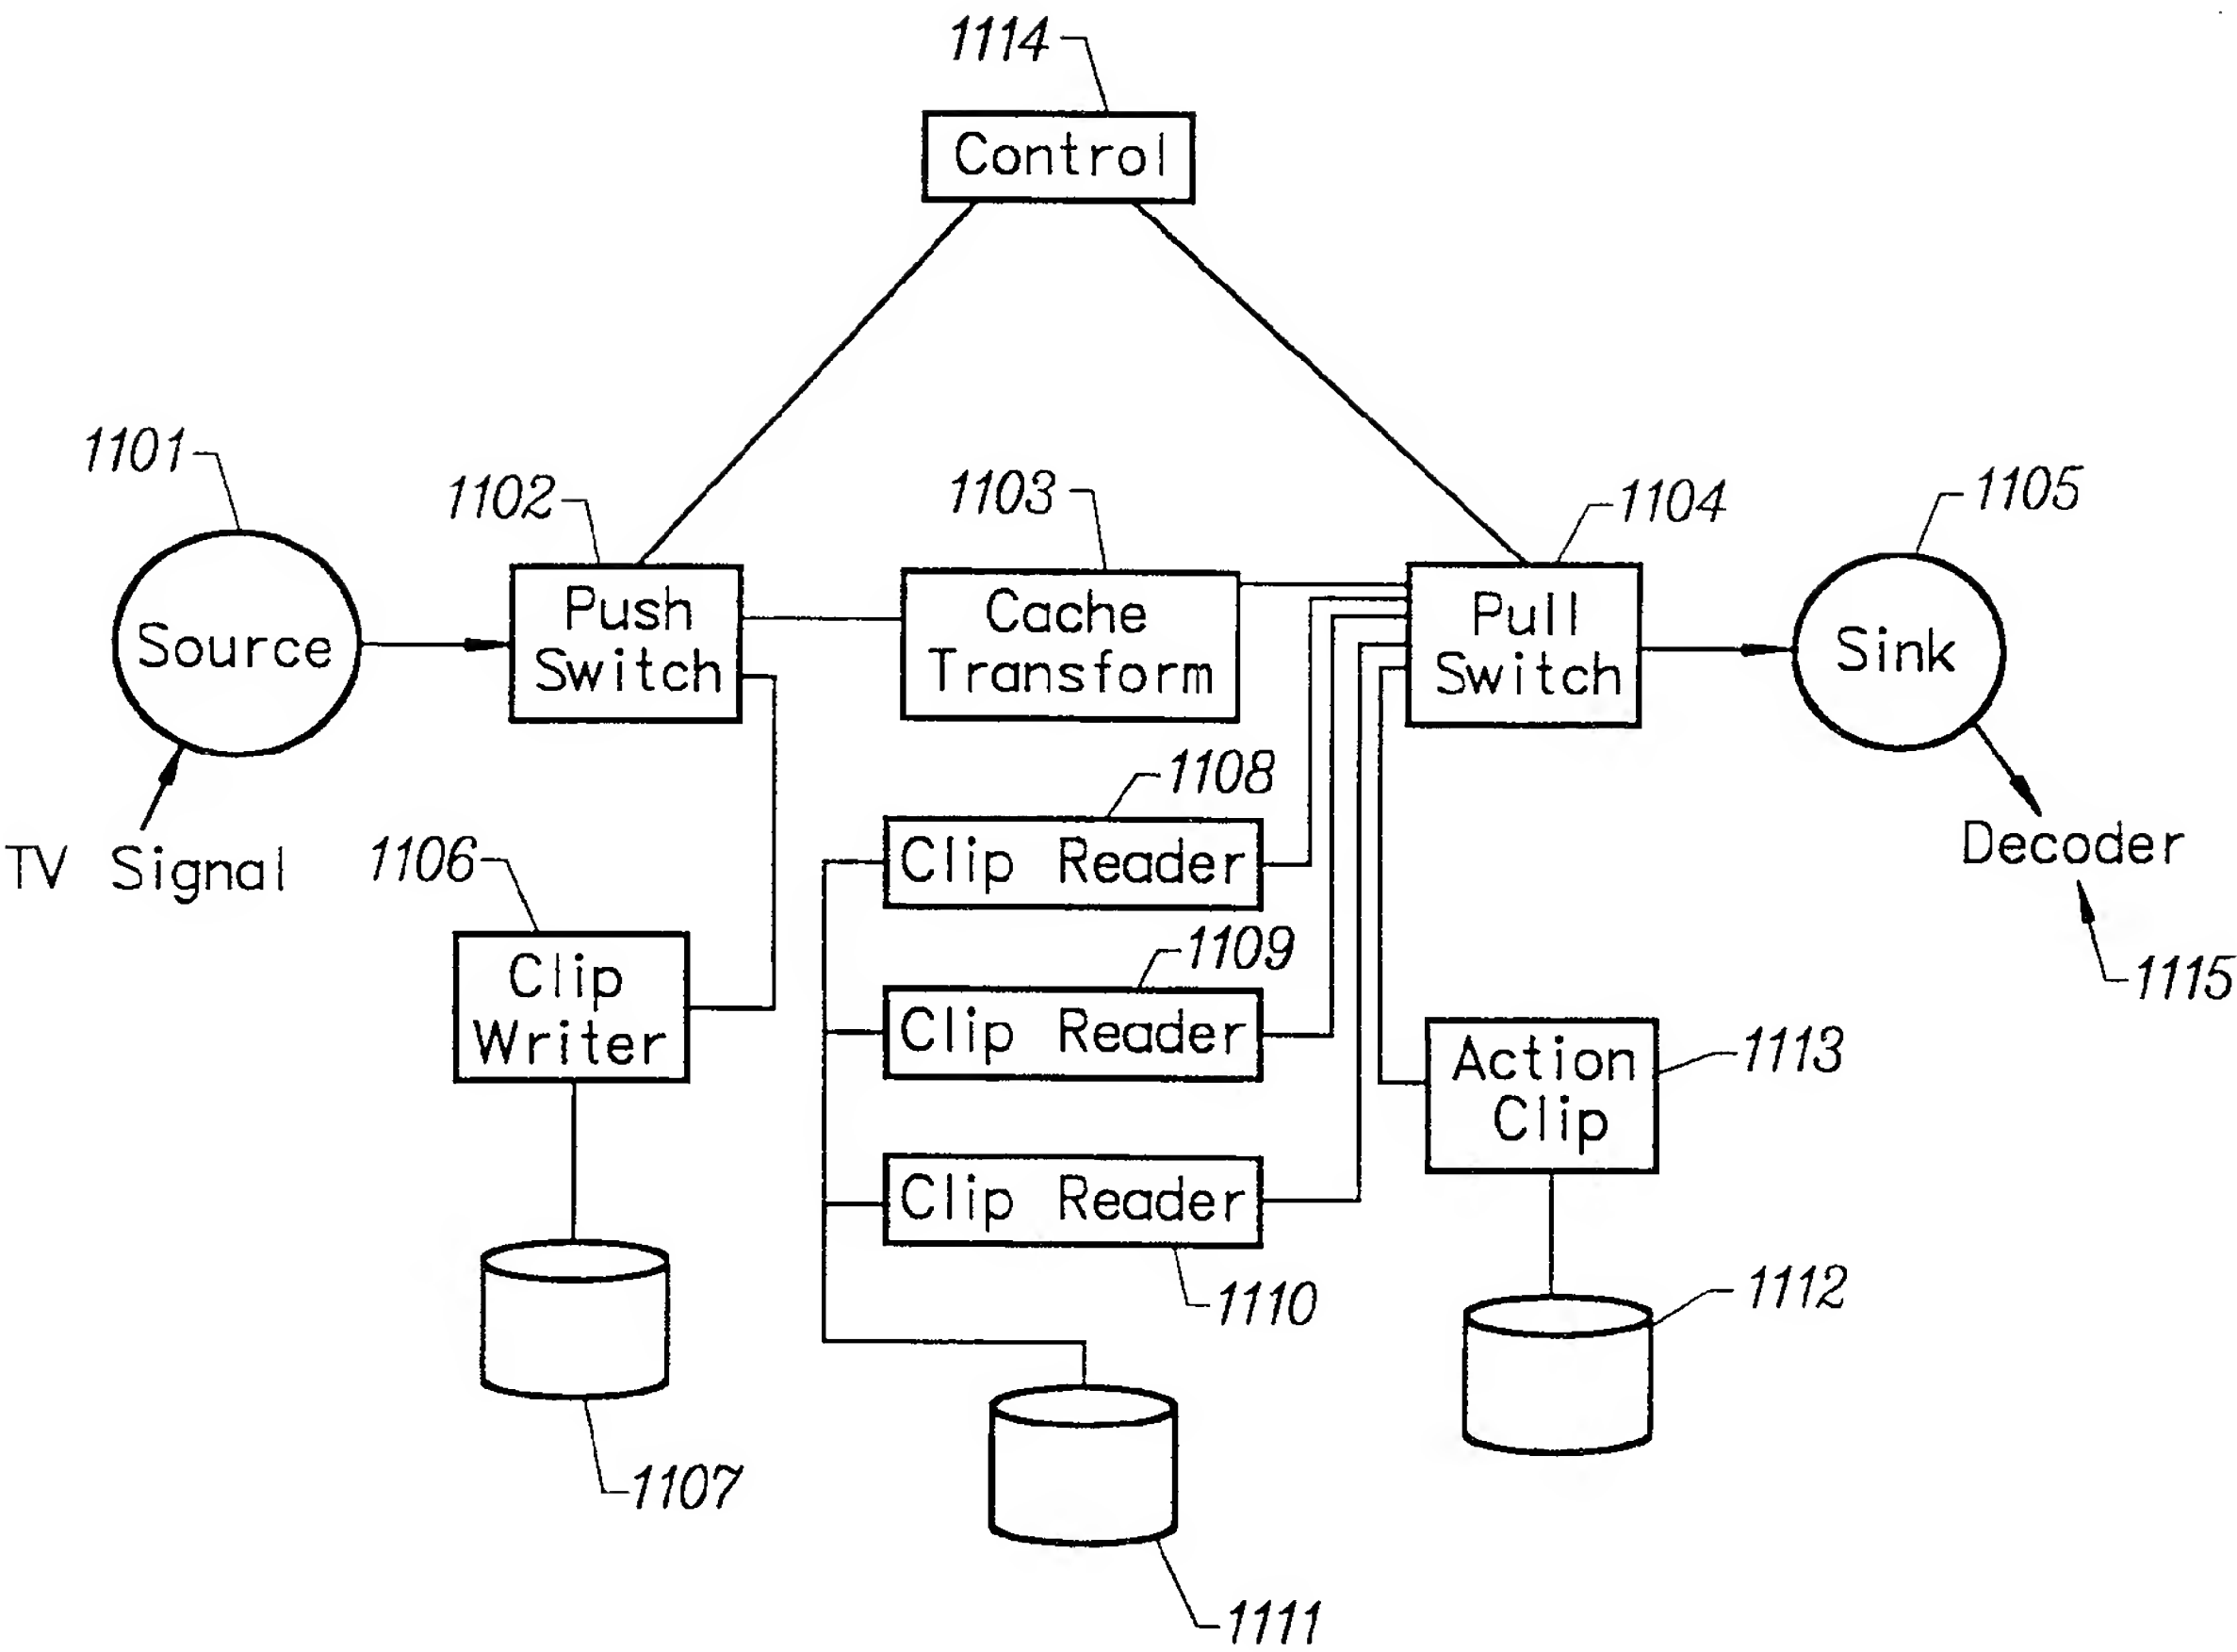 1114
Control
1101
1102
1103
1104
1105
Source
Push
Switch
Cache
Transform
Pull
Switch
Sink
TV Signal
1106
1108
Clip Reader
Decoder
1109
1115
Clip
Writer
Clip Reader
Action
Clip
1113
Clip Reader
1110
1112
1107
1111